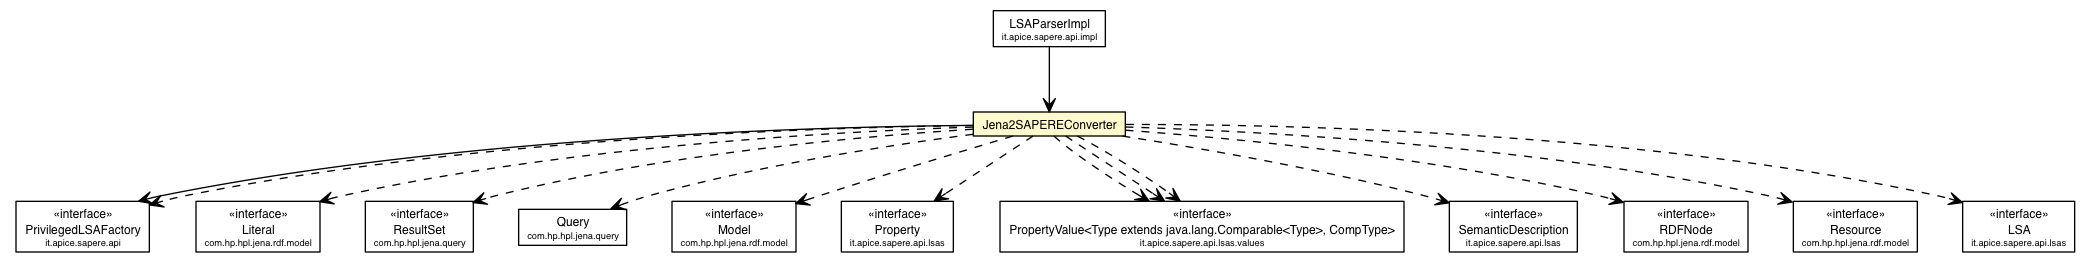 LSAParserImpl
it.apice.sapere.api.impl
Jena2SAPEREConverter
«interface»
PrivilegedLSAFactory
it.apice.sapere.api
«interface»
Literal
com.hp.hpl.jena.rdf.model
«interface»
ResultSet
com.hp.hpl.jena.query
Query
com.hp.hpl.jena.query
«interface»
Model
com.hp.hpl.jena.rdf.model
«interface»
Property
it.apice.sapere.api.lsas
«interface»
PropertyValue<Type extends java.lang.Comparable<Type>, CompType>
it.apice.sapere.api.lsas.values
«interface»
SemanticDescription
it.apice.sapere.api.lsas
«interface»
RDFNode
com.hp.hpl.jena.rdf.model
«interface»
Resource
com.hp.hpl.jena.rdf.model
«interface»
LSA
it.apice.sapere.api.lsas